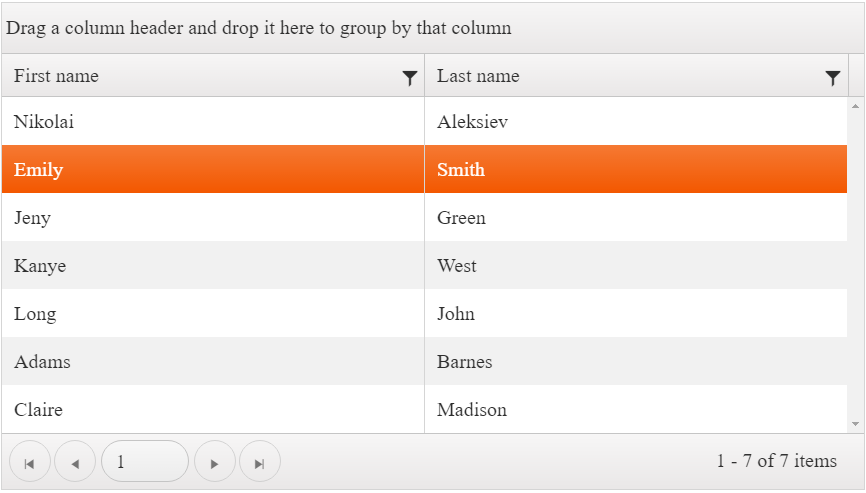 Drag a column header and drop it here to group by that column
First name Last name
Nikolai Aleksiev
Emily Smith
Jeny Green
Kanye West
Long John
Adams Barnes
Claire Madison
1 1 - 7 of 7 items